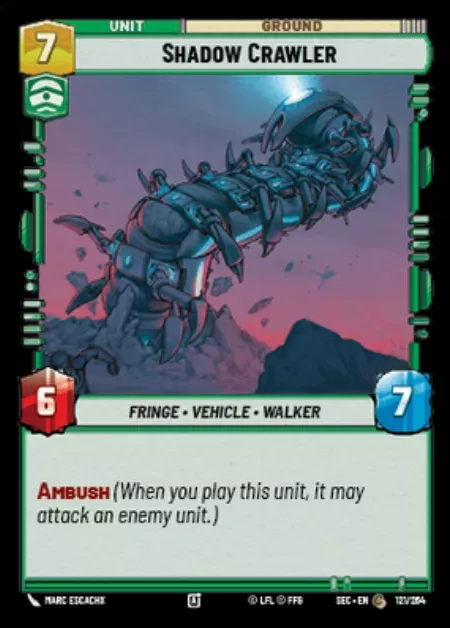 UNIT GROUND
7 SHADOW CRAWLER
6 FRINGE • VEHICLE • WALKER 7
AMBUSH (When you play this unit, it may
attack an enemy unit.)
MARC ESCACHX A © LFL © FFG SEC • EN C 121/264